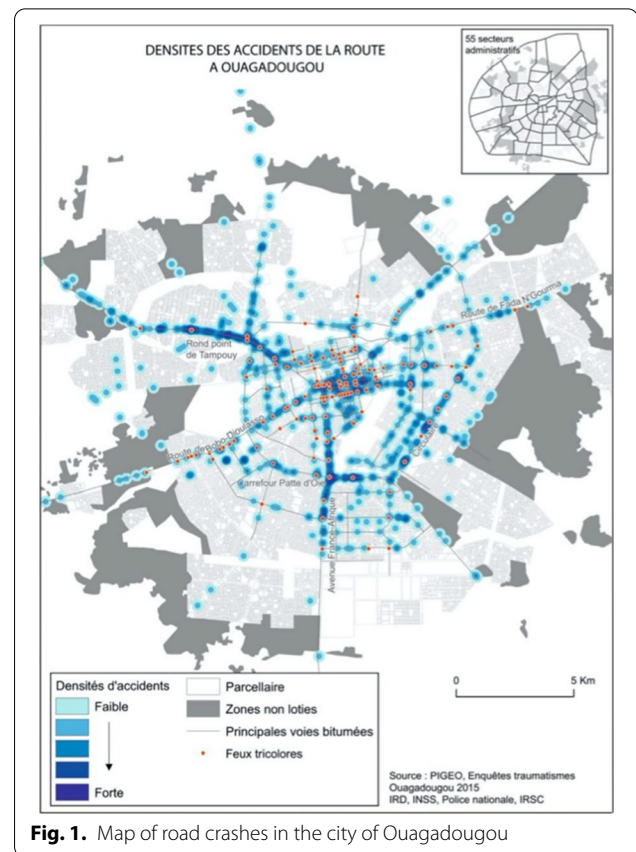 DENSITES DES ACCIDENTS DE LA ROUTE
A OUAGADOUGOU
55 secteurs
administratifs
Route de Fada N'Gourma
Rond point
de Tampouy
Route de Bobo-Dioulasso
Carrefour Patte d'Oie
Avenue France-Afrique
Densités d'accidents
Faible
Forte
Parcellaire
Zones non loties
Principales voies bitumées
Feux tricolores
0 5 Km
Source : PIGEO, Enquêtes traumatismes
Ouagadougou 2015
IRD, INSS, Police nationale, IRSC
Fig. 1. Map of road crashes in the city of Ouagadougou